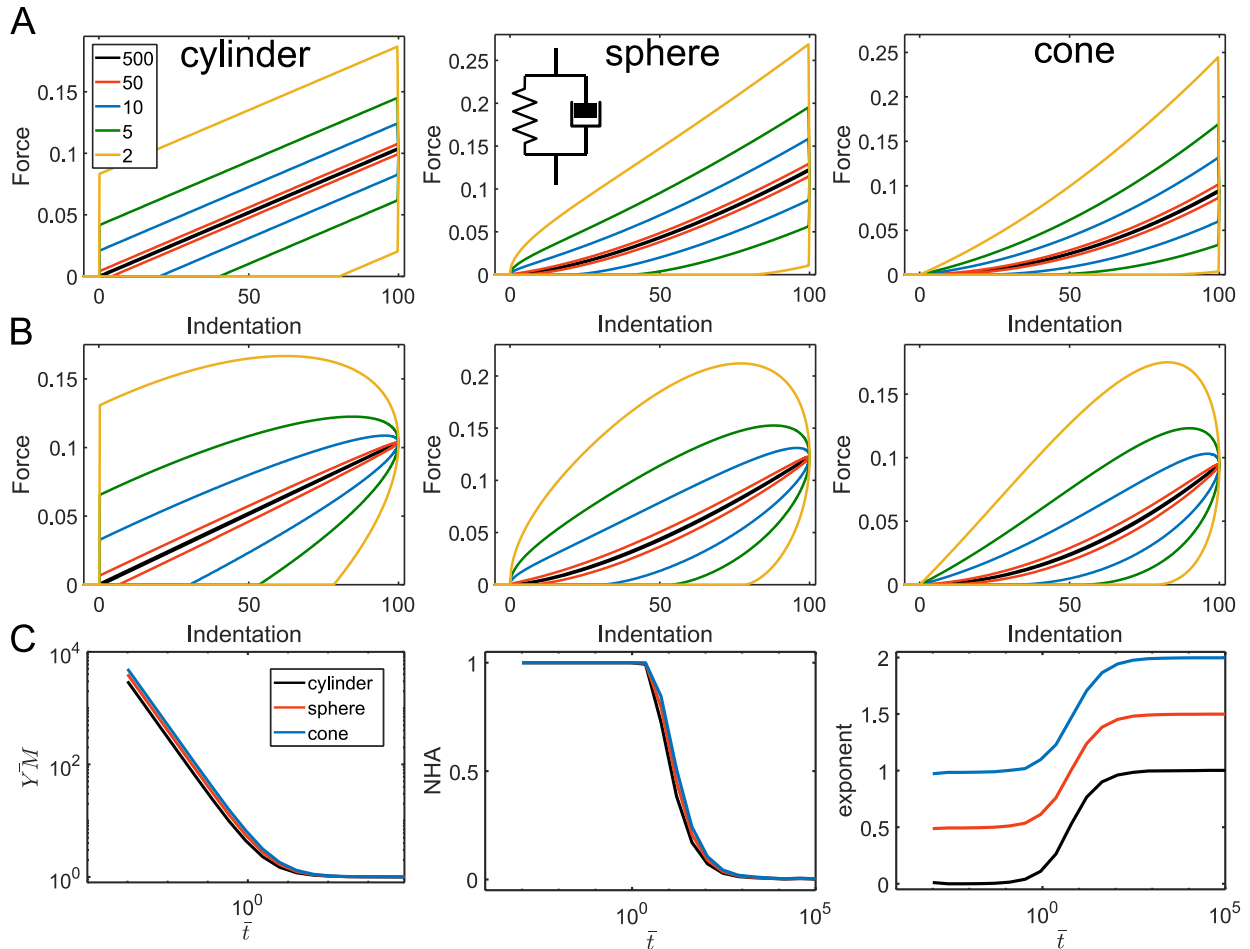 A
cylinder
sphere
cone
500
50
10
5
2
Force
0
0.05
0.1
0.15
0
50
100
Indentation
Force
0
0.05
0.1
0.15
0.2
0.25
0
50
100
Indentation
Force
0
0.05
0.1
0.15
0.2
0.25
0
50
100
Indentation
B
Force
0
0.05
0.1
0.15
0
50
100
Indentation
Force
0
0.05
0.1
0.15
0.2
0
50
100
Indentation
Force
0
0.05
0.1
0.15
0
50
100
Indentation
C
cylinder
sphere
cone
Y\bar{M}
10^4
10^2
10^0
10^0
\bar{t}
NHA
1
0.5
0
10^0
10^5
\bar{t}
exponent
2
1.5
1
0.5
0
10^0
10^5
\bar{t}